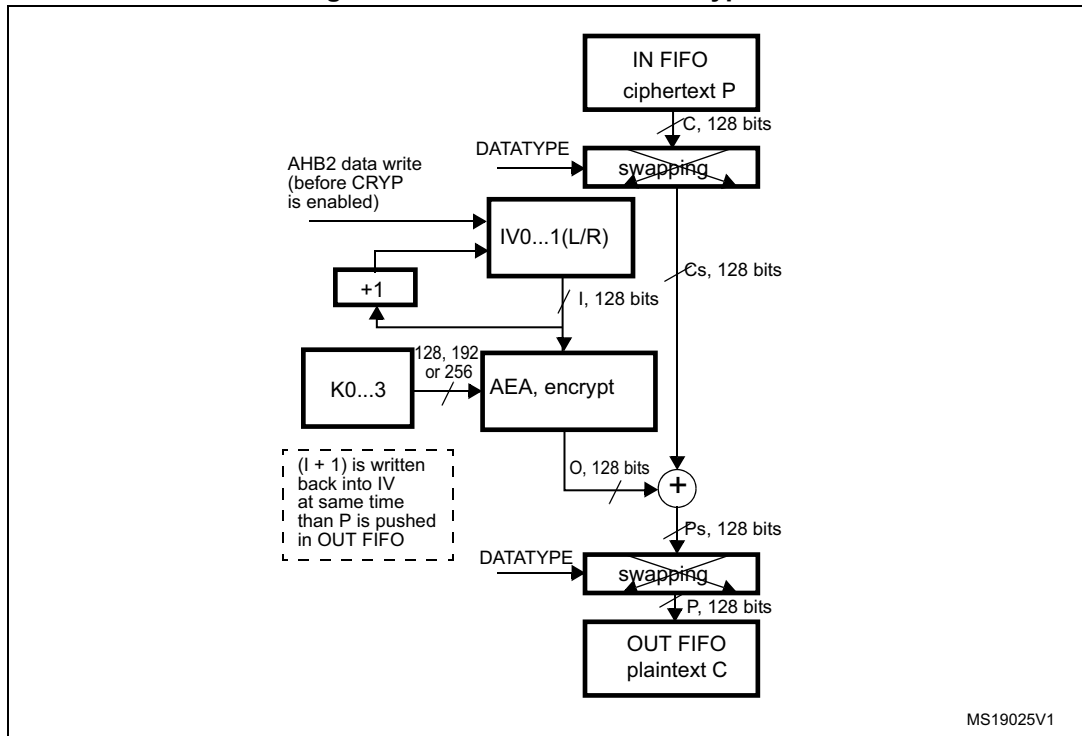 IN FIFO
ciphertext P
C, 128 bits
DATATYPE
swapping
AHB2 data write
(before CRYP
is enabled)
IV0...1(L/R)
Cs, 128 bits
+1
I, 128 bits
128, 192
or 256
K0...3
AEA, encrypt
(I + 1) is written
back into IV
at same time
than P is pushed
in OUT FIFO
O, 128 bits
+
Ps, 128 bits
DATATYPE
swapping
P, 128 bits
OUT FIFO
plaintext C
MS19025V1